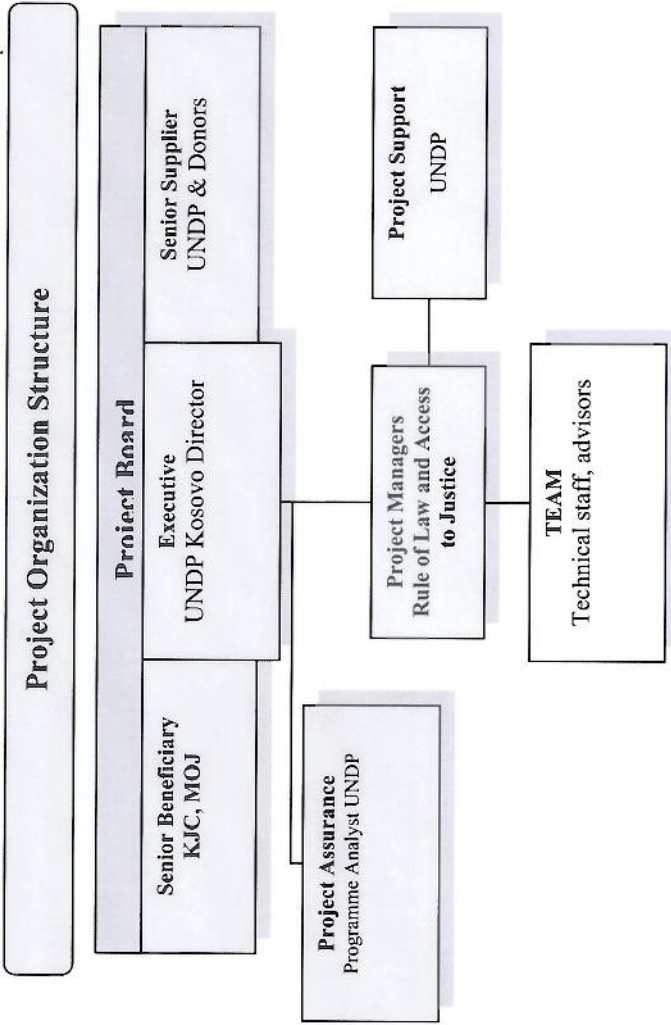 Project Organization Structure
Project Board
Senior Beneficiary
KJC, MOJ
Executive
UNDP Kosovo Director
Senior Supplier
UNDP & Donors
Project Assurance
Programme Analyst UNDP
Project Managers
Rule of Law and Access
to Justice
Project Support
UNDP
TEAM
Technical staff, advisors